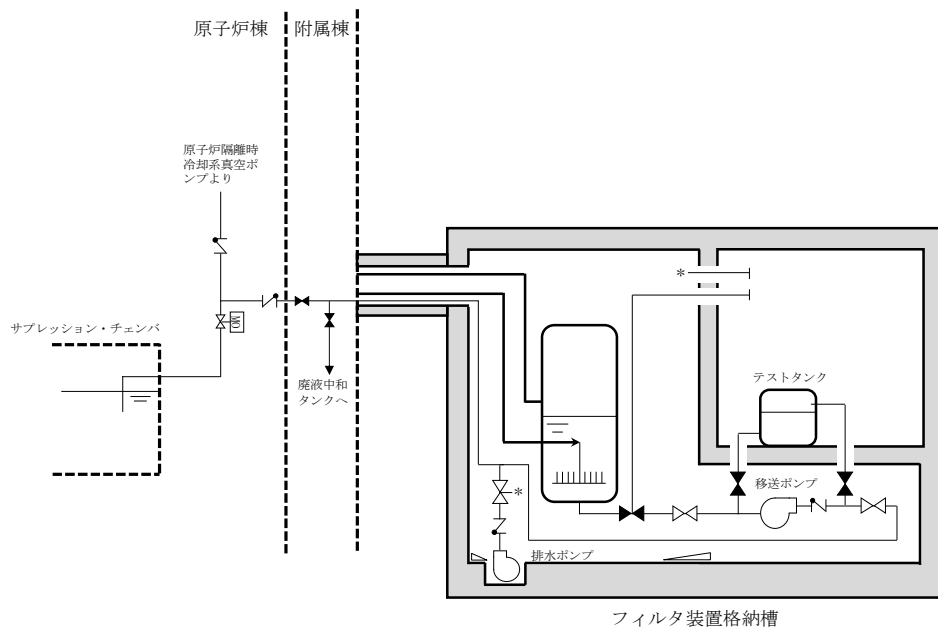 原子炉棟
附属棟
原子炉隔離時
冷却系真空ポ
ンプより
*
サプレッション・チェンバ
MO
廃液中和
タンクへ
テストタンク
移送ポンプ
*
排水ポンプ
フィルタ装置格納槽